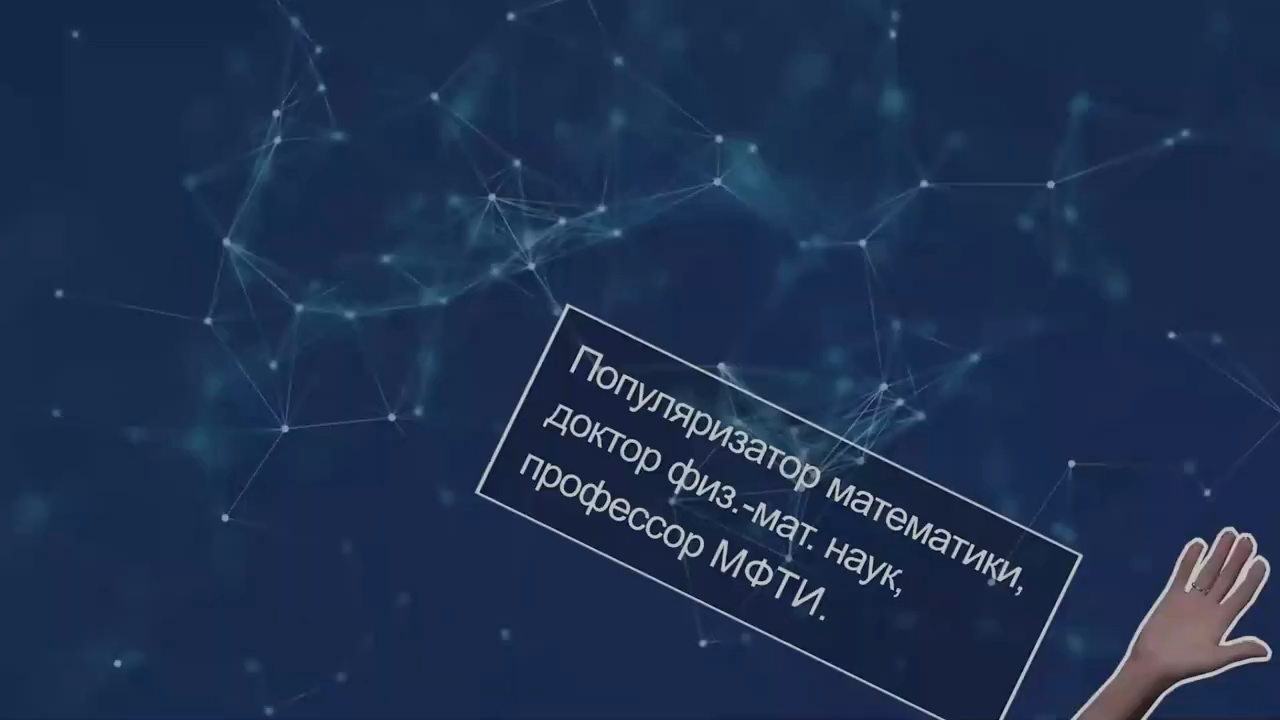 Популяризатор математики,
доктор физ.-мат. наук,
профессор МФТИ.